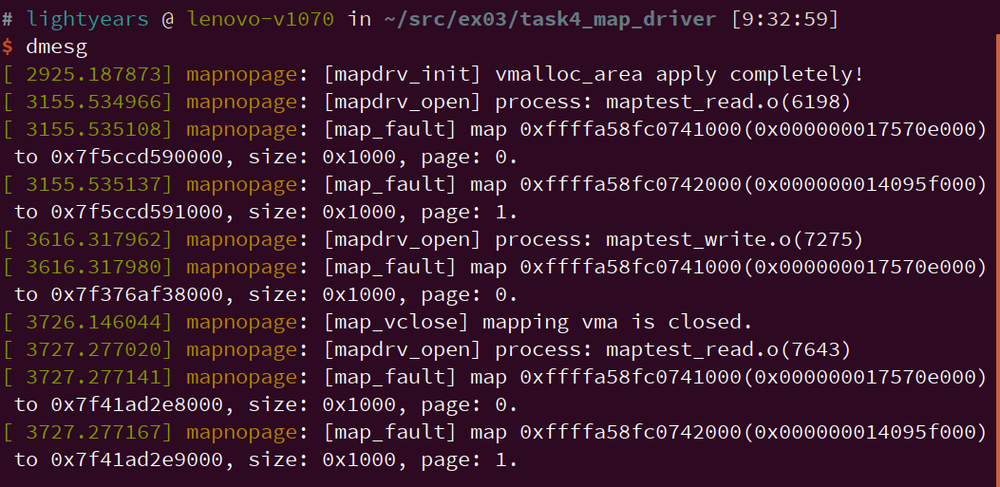 # lightyears @ lenovo-v1070 in ~/src/ex03/task4_map_driver [9:32:59]
$ dmesg
[ 2925.187873] mapnopage: [mapdrv_init] vmalloc_area apply completely!
[ 3155.534966] mapnopage: [mapdrv_open] process: maptest_read.o(6198)
[ 3155.535108] mapnopage: [map_fault] map 0xffffa58fc0741000(0x000000017570e000)
 to 0x7f5ccd590000, size: 0x1000, page: 0.
[ 3155.535137] mapnopage: [map_fault] map 0xffffa58fc0742000(0x000000014095f000)
 to 0x7f5ccd591000, size: 0x1000, page: 1.
[ 3616.317962] mapnopage: [mapdrv_open] process: maptest_write.o(7275)
[ 3616.317980] mapnopage: [map_fault] map 0xffffa58fc0741000(0x000000017570e000)
 to 0x7f376af38000, size: 0x1000, page: 0.
[ 3726.146044] mapnopage: [map_vclose] mapping vma is closed.
[ 3727.277020] mapnopage: [mapdrv_open] process: maptest_read.o(7643)
[ 3727.277141] mapnopage: [map_fault] map 0xffffa58fc0741000(0x000000017570e000)
 to 0x7f41ad2e8000, size: 0x1000, page: 0.
[ 3727.277167] mapnopage: [map_fault] map 0xffffa58fc0742000(0x000000014095f000)
 to 0x7f41ad2e9000, size: 0x1000, page: 1.